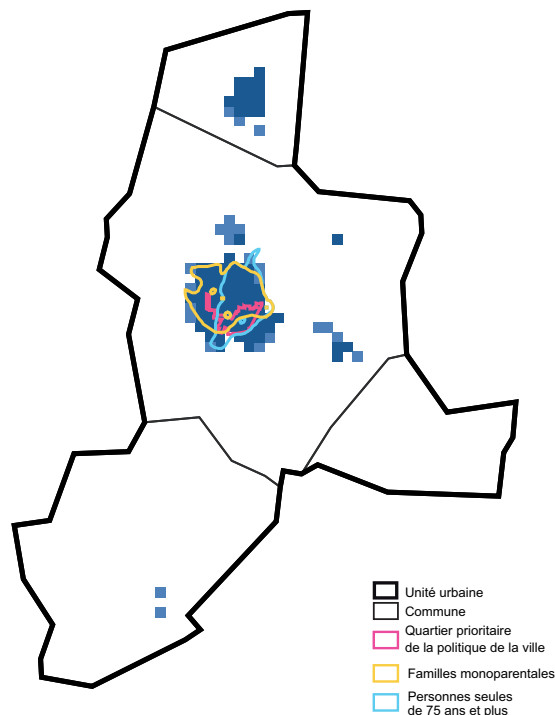 Unité urbaine
Commune
Quartier prioritaire
de la politique de la ville
Familles monoparentales
Personnes seules
de 75 ans et plus